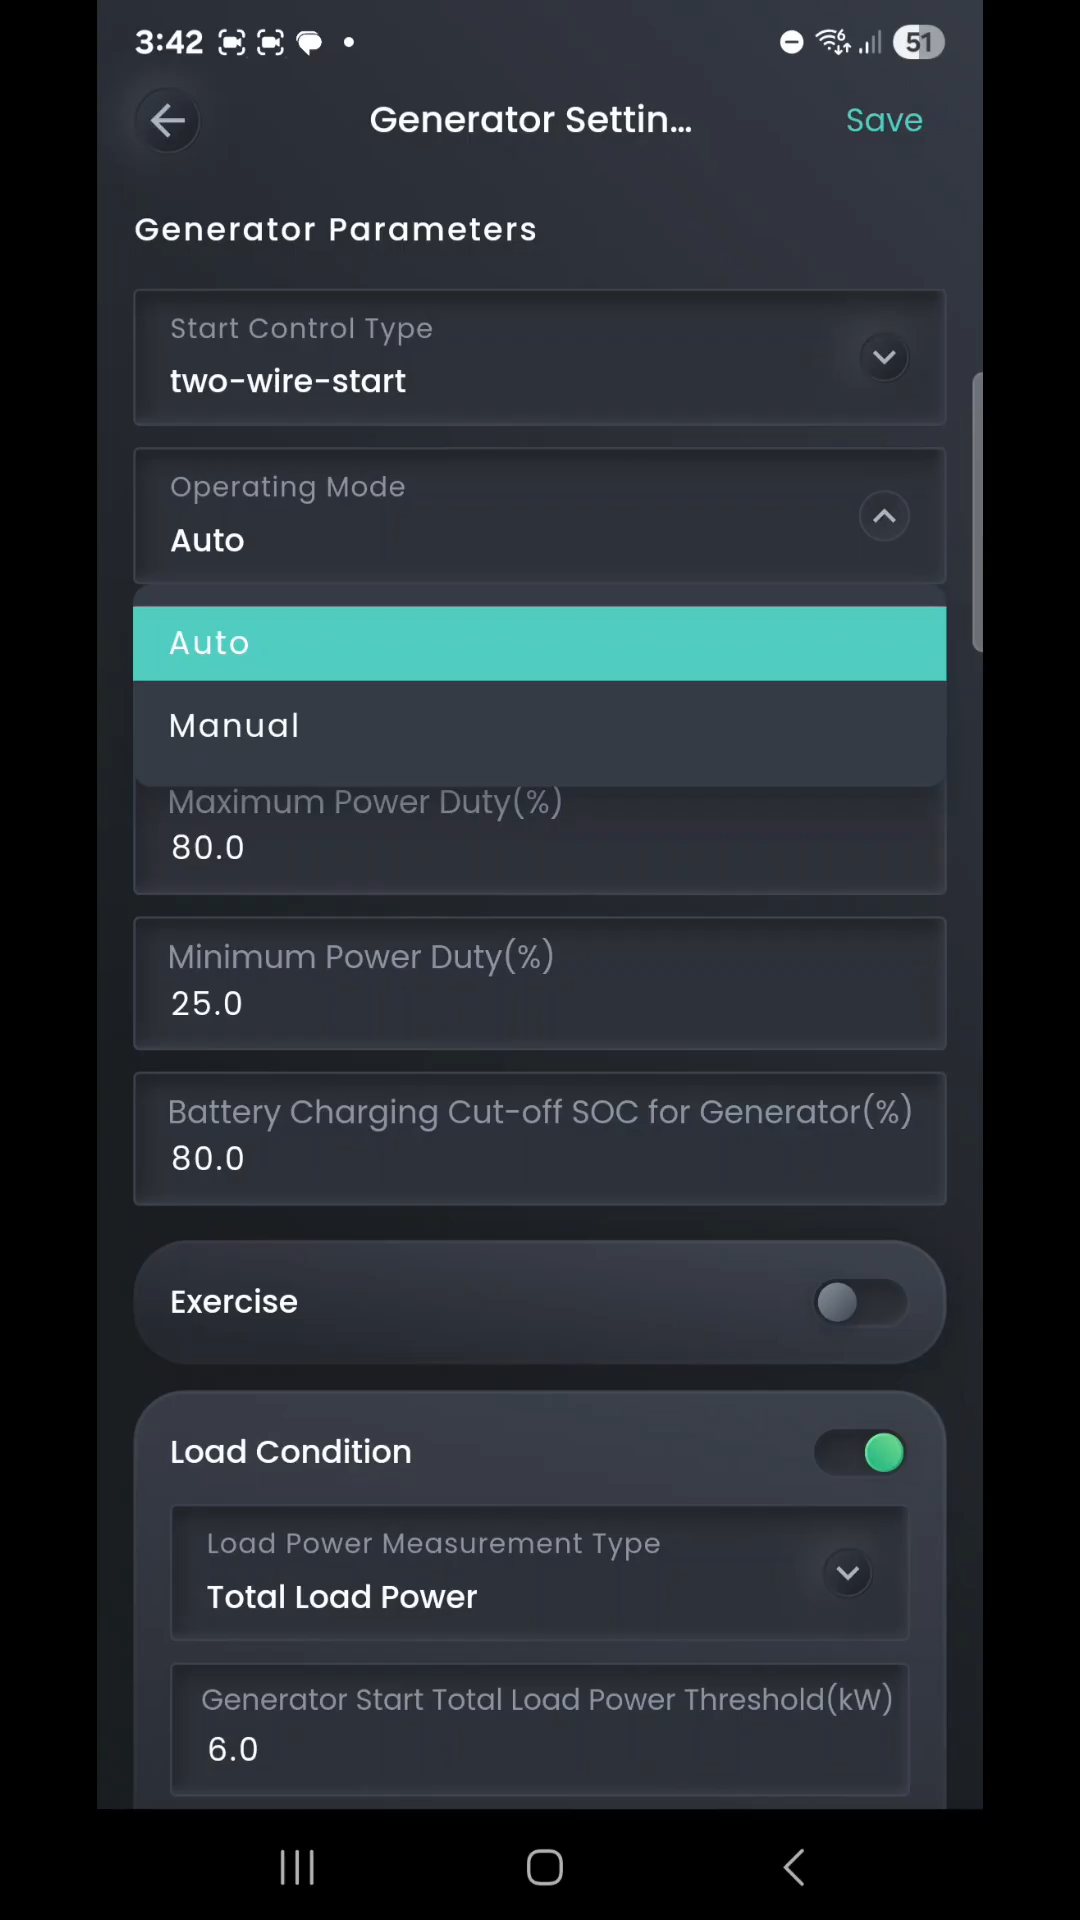 3:42
51
Generator Settin...
Save
Generator Parameters
Start Control Type
two-wire-start
Operating Mode
Auto
Auto
Manual
Maximum Power Duty(%)
80.0
Minimum Power Duty(%)
25.0
Battery Charging Cut-off SOC for Generator(%)
80.0
Exercise
Load Condition
Load Power Measurement Type
Total Load Power
Generator Start Total Load Power Threshold(kW)
6.0